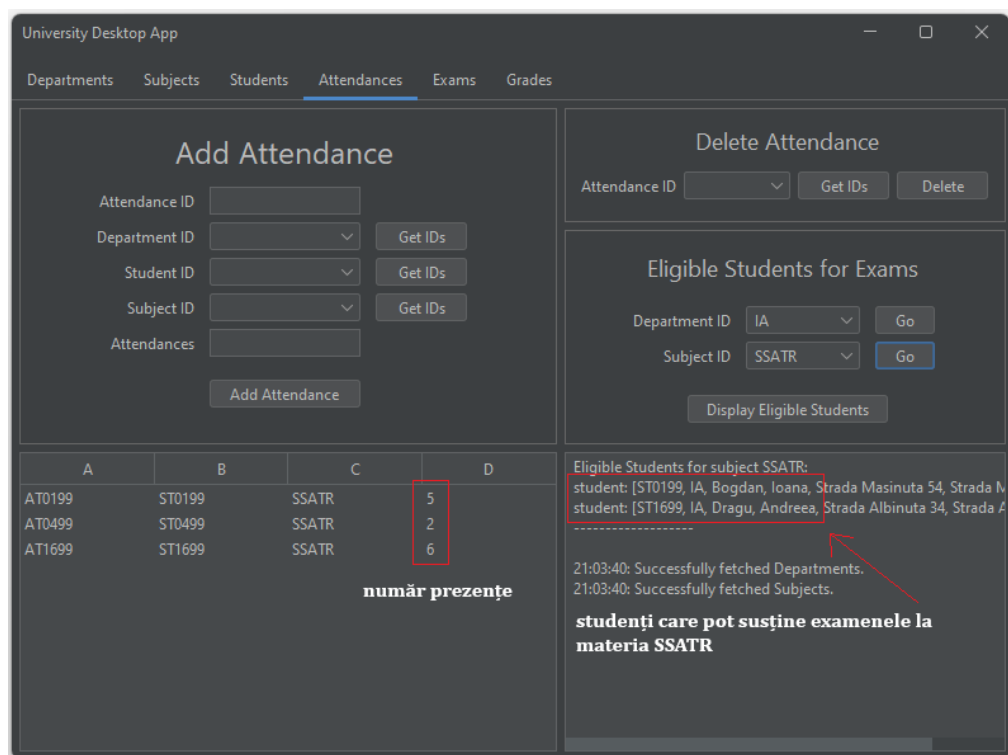 University Desktop App
Departments Subjects Students Attendances Exams Grades
Add Attendance
Attendance ID
Department ID Get IDs
Student ID Get IDs
Subject ID Get IDs
Attendances
Add Attendance
Delete Attendance
Attendance ID Get IDs Delete
Eligible Students for Exams
Department ID IA Go
Subject ID SSATR Go
Display Eligible Students
A B C D
AT0199 ST0199 SSATR 5
AT0499 ST0499 SSATR 2
AT1699 ST1699 SSATR 6
număr prezențe
Eligible Students for subject SSATR:
student: [ST0199, IA, Bogdan, Ioana, Strada Masinuta 54, Strada M
student: [ST1699, IA, Dragu, Andreea, Strada Albinuta 34, Strada A
-------------------
21:03:40: Successfully fetched Departments.
21:03:40: Successfully fetched Subjects.
studenți care pot susține examenele la
materia SSATR